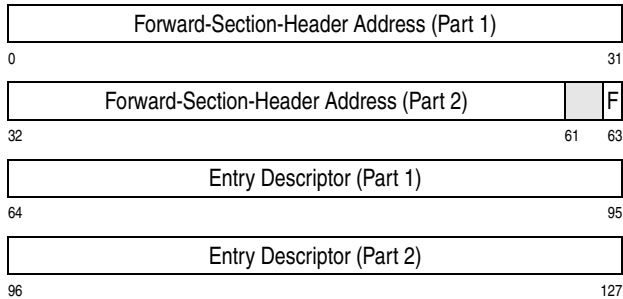 Forward-Section-Header Address (Part 1)
0 31
Forward-Section-Header Address (Part 2) F
32 61 63
Entry Descriptor (Part 1)
64 95
Entry Descriptor (Part 2)
96 127